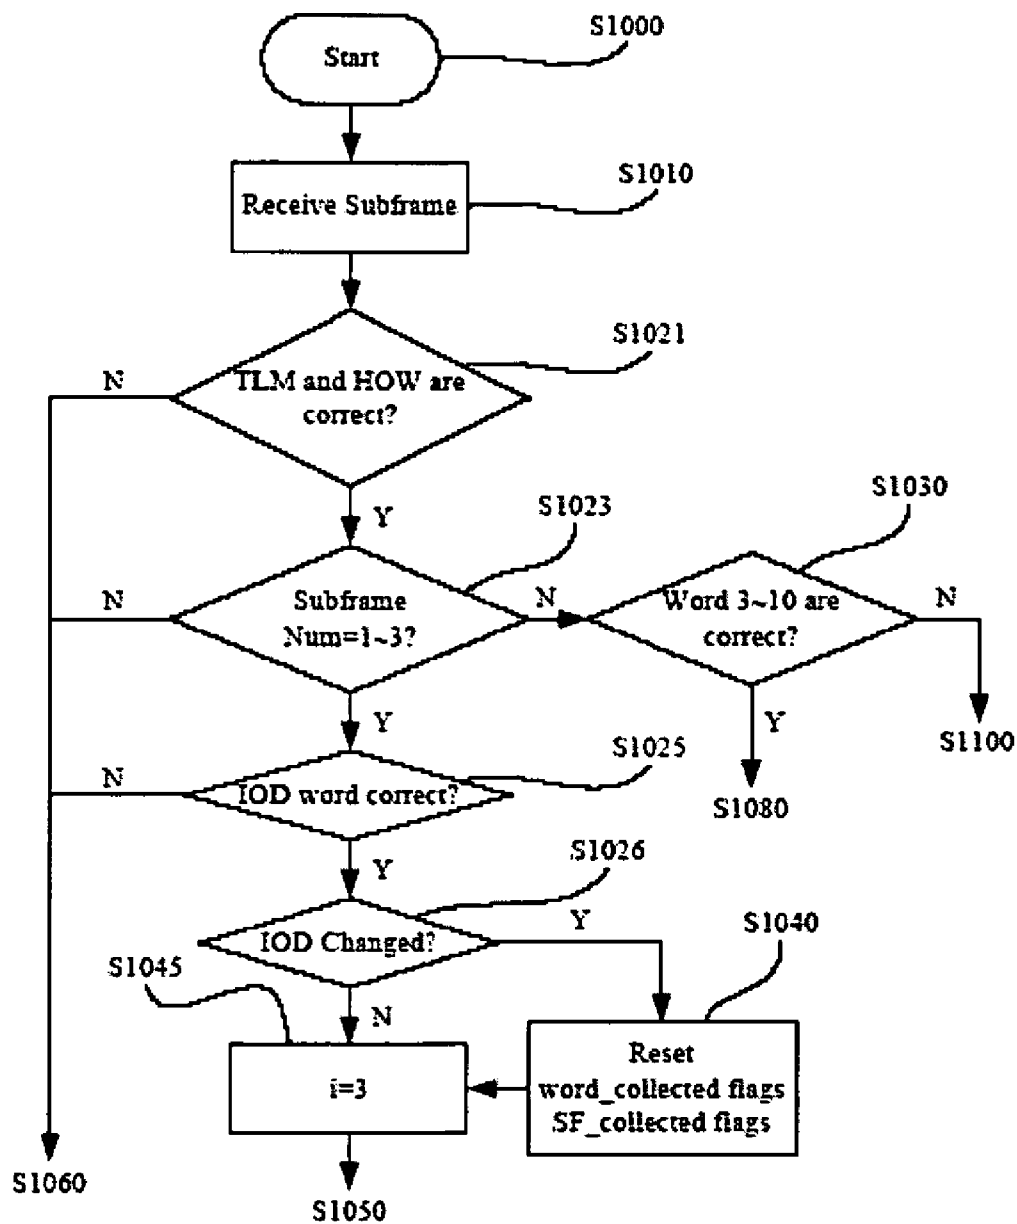 S1000
Start
S1010
Receive Subframe
S1021
N
TLM and HOW are
correct?
Y
S1023
S1030
N
Subframe
Num=1~3?
N
Word 3~10 are
correct?
N
Y
Y
S1100
S1025
N
IOD word correct?
S1080
Y
S1026
IOD Changed?
Y
S1040
S1045
N
i=3
Reset
word_collected flags
SF_collected flags
S1060
S1050